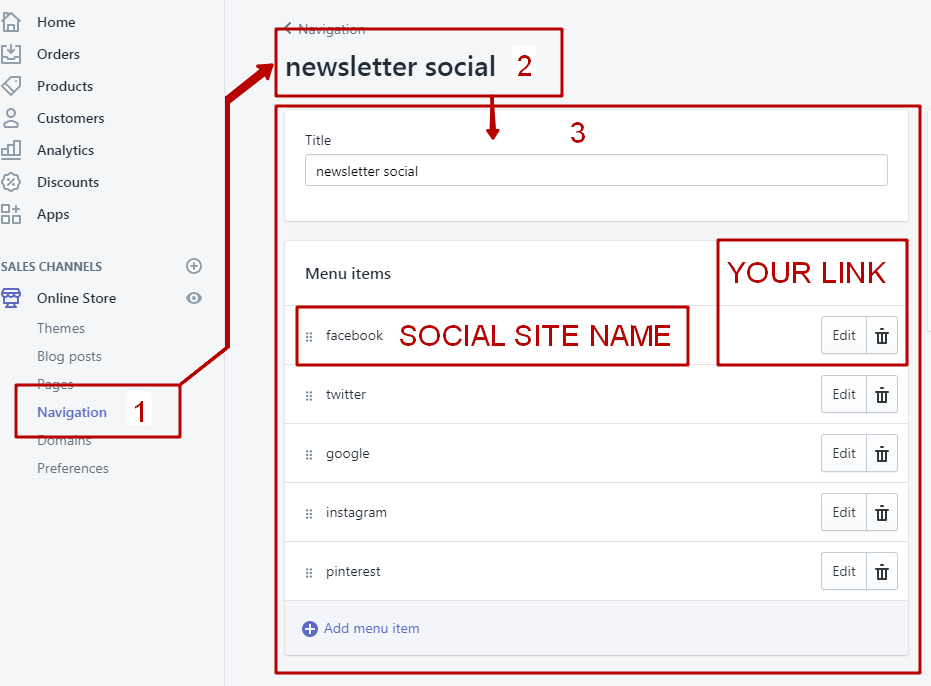 Home
Orders
Products
Customers
Analytics
Discounts
Apps
SALES CHANNELS
Online Store
Themes
Blog posts
Pages
Navigation 1
Domains
Preferences
Navigation
newsletter social 2
3
Title
newsletter social
Menu items
YOUR LINK
facebook SOCIAL SITE NAME Edit
twitter Edit
google Edit
instagram Edit
pinterest Edit
Add menu item